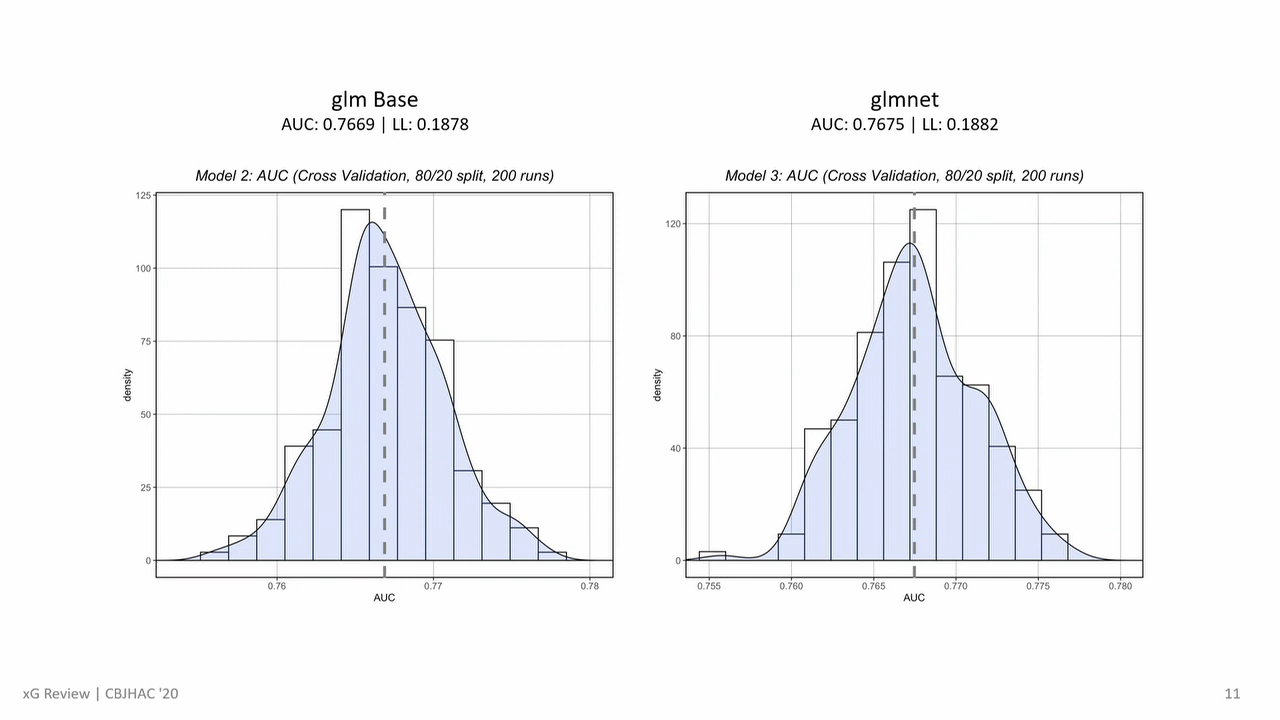 glm Base
AUC: 0.7669 | LL: 0.1878
Model 2: AUC (Cross Validation, 80/20 split, 200 runs)
125
100
75
50
25
0
density
0.76
0.77
0.78
AUC
glmnet
AUC: 0.7675 | LL: 0.1882
Model 3: AUC (Cross Validation, 80/20 split, 200 runs)
120
80
40
0
density
0.755
0.760
0.765
0.770
0.775
0.780
AUC
xG Review | CBJHAC '20
11